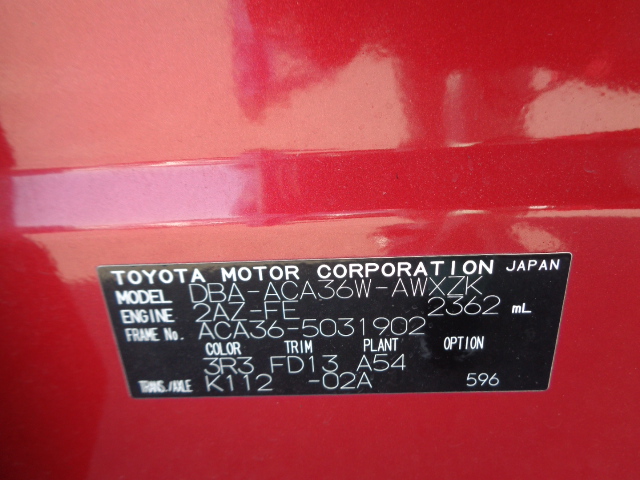 TOYOTA MOTOR CORPORATION JAPAN
MODEL DBA-ACA36W-AWXZK
ENGINE 2AZ-FE 2362 mL
FRAME No. ACA36-5031902
COLOR TRIM PLANT OPTION
3R3 FD13 A54
TRANS./AXLE K112 -02A 596